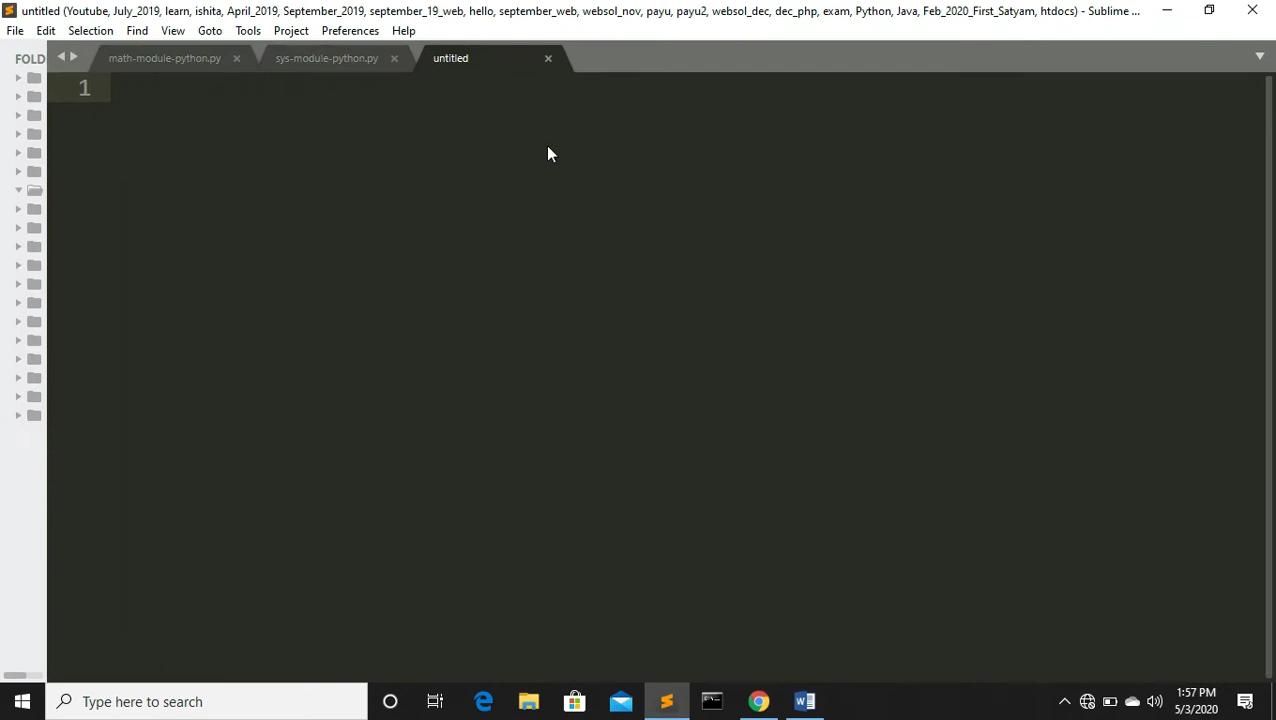 untitled (Youtube, July_2019, learn, ishita, April_2019, September_2019, september_19web, hello, september_web, websol_nov, payu, payu2, websol_dec, dec_php, exam, Python, Java, Feb_2020_First_Satyam, htdocs) - Sublime ...
File Edit Selection Find View Goto Tools Project Preferences Help
FOLD
math-module-python.py sys-module-python.py untitled
1
Type here to search
1:57 PM
5/3/2020